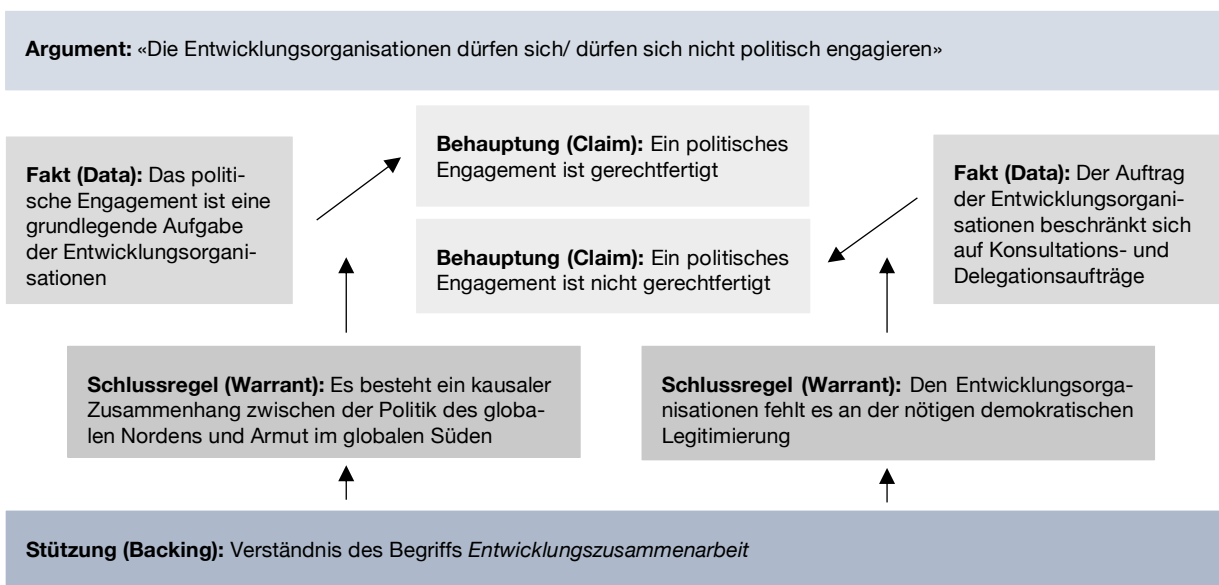 Argument: «Die Entwicklungsorganisationen dürfen sich/ dürfen sich nicht politisch engagieren»
Fakt (Data): Das politi-
sche Engagement ist eine
grundlegende Aufgabe
der Entwicklungsorgani-
sationen
Behauptung (Claim): Ein politisches
Engagement ist gerechtfertigt
Behauptung (Claim): Ein politisches
Engagement ist nicht gerechtfertigt
Fakt (Data): Der Auftrag
der Entwicklungsorgani-
sationen beschränkt sich
auf Konsultations- und
Delegationsaufträge
Schlussregel (Warrant): Es besteht ein kausaler
Zusammenhang zwischen der Politik des globa-
len Nordens und Armut im globalen Süden
Schlussregel (Warrant): Den Entwicklungsorga-
nisationen fehlt es an der nötigen demokratischen
Legitimierung
Stützung (Backing): Verständnis des Begriffs Entwicklungszusammenarbeit